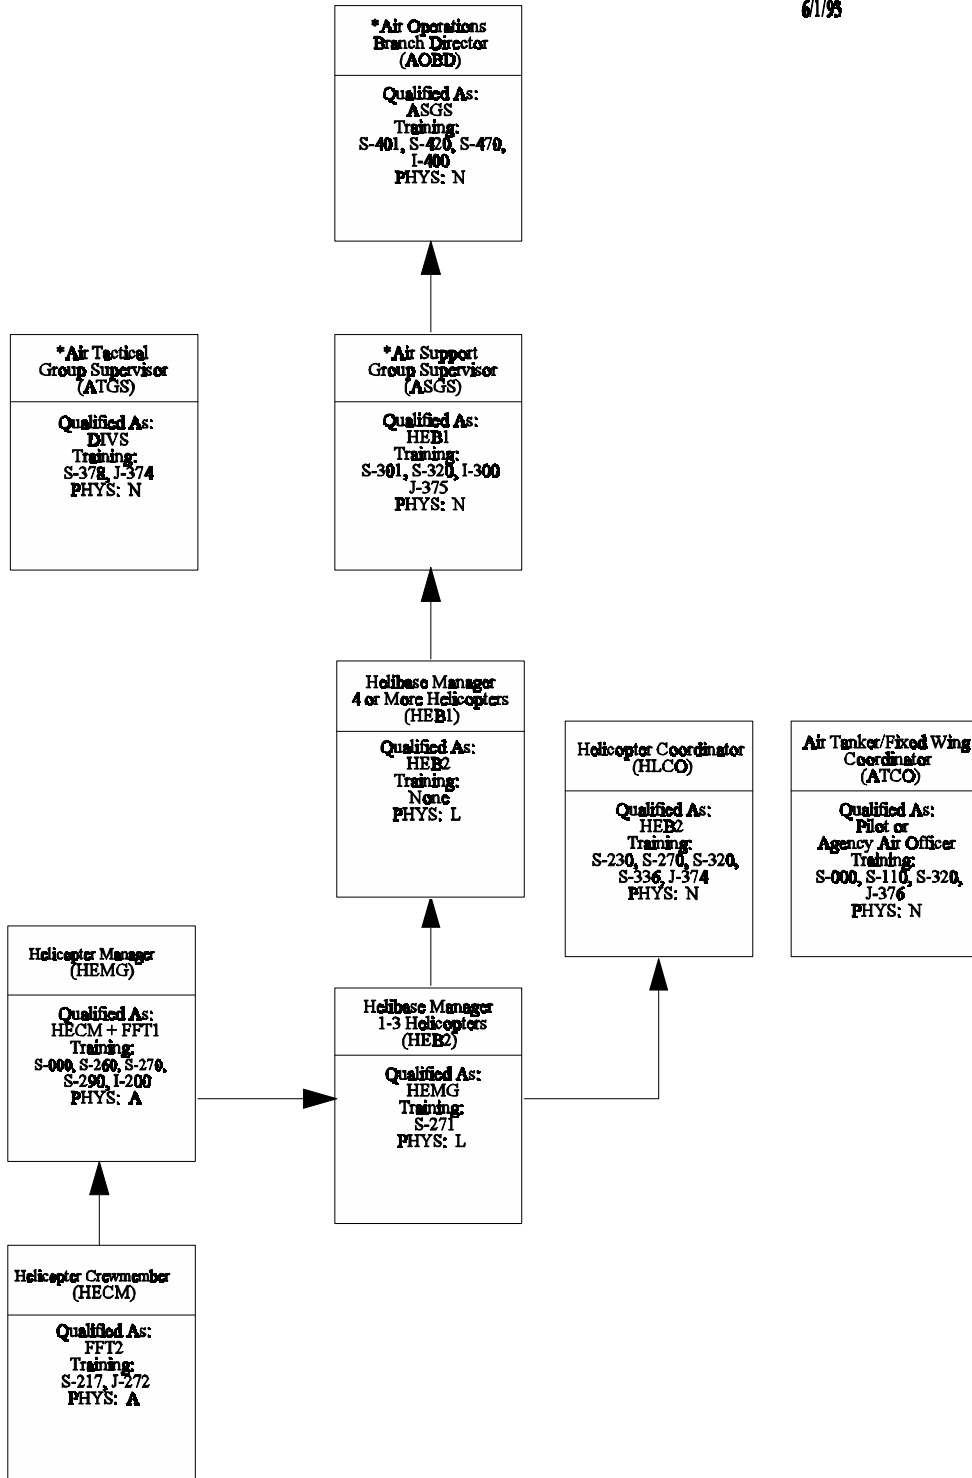 6/1/93
*Air Operations
Branch Director
(AOBD)
Qualified As:
ASGS
Training:
S-401, S-420, S-470,
I-400
PHYS: N
*Air Tactical
Group Supervisor
(ATGS)
Qualified As:
DIVS
Training:
S-378, J-374
PHYS: N
*Air Support
Group Supervisor
(ASGS)
Qualified As:
HEB1
Training:
S-301, S-320, I-300
J-375
PHYS: N
Helibase Manager
4 or More Helicopters
(HEB1)
Qualified As:
HEB2
Training:
None
PHYS: L
Helicopter Coordinator
(HLCO)
Qualified As:
HEB2
Training:
S-230, S-270, S-320,
S-336, J-374
PHYS: N
Air Tanker/Fixed Wing
Coordinator
(ATCO)
Qualified As:
Pilot or
Agency Air Officer
Training:
S-000, S-110, S-320,
J-376
PHYS: N
Helicopter Manager
(HEMG)
Qualified As:
HECM + FFT1
Training:
S-000, S-260, S-270,
S-290, I-200
PHYS: A
Helibase Manager
1-3 Helicopters
(HEB2)
Qualified As:
HEMG
Training:
S-271
PHYS: L
Helicopter Crewmember
(HECM)
Qualified As:
FFT2
Training:
S-217, J-272
PHYS: A